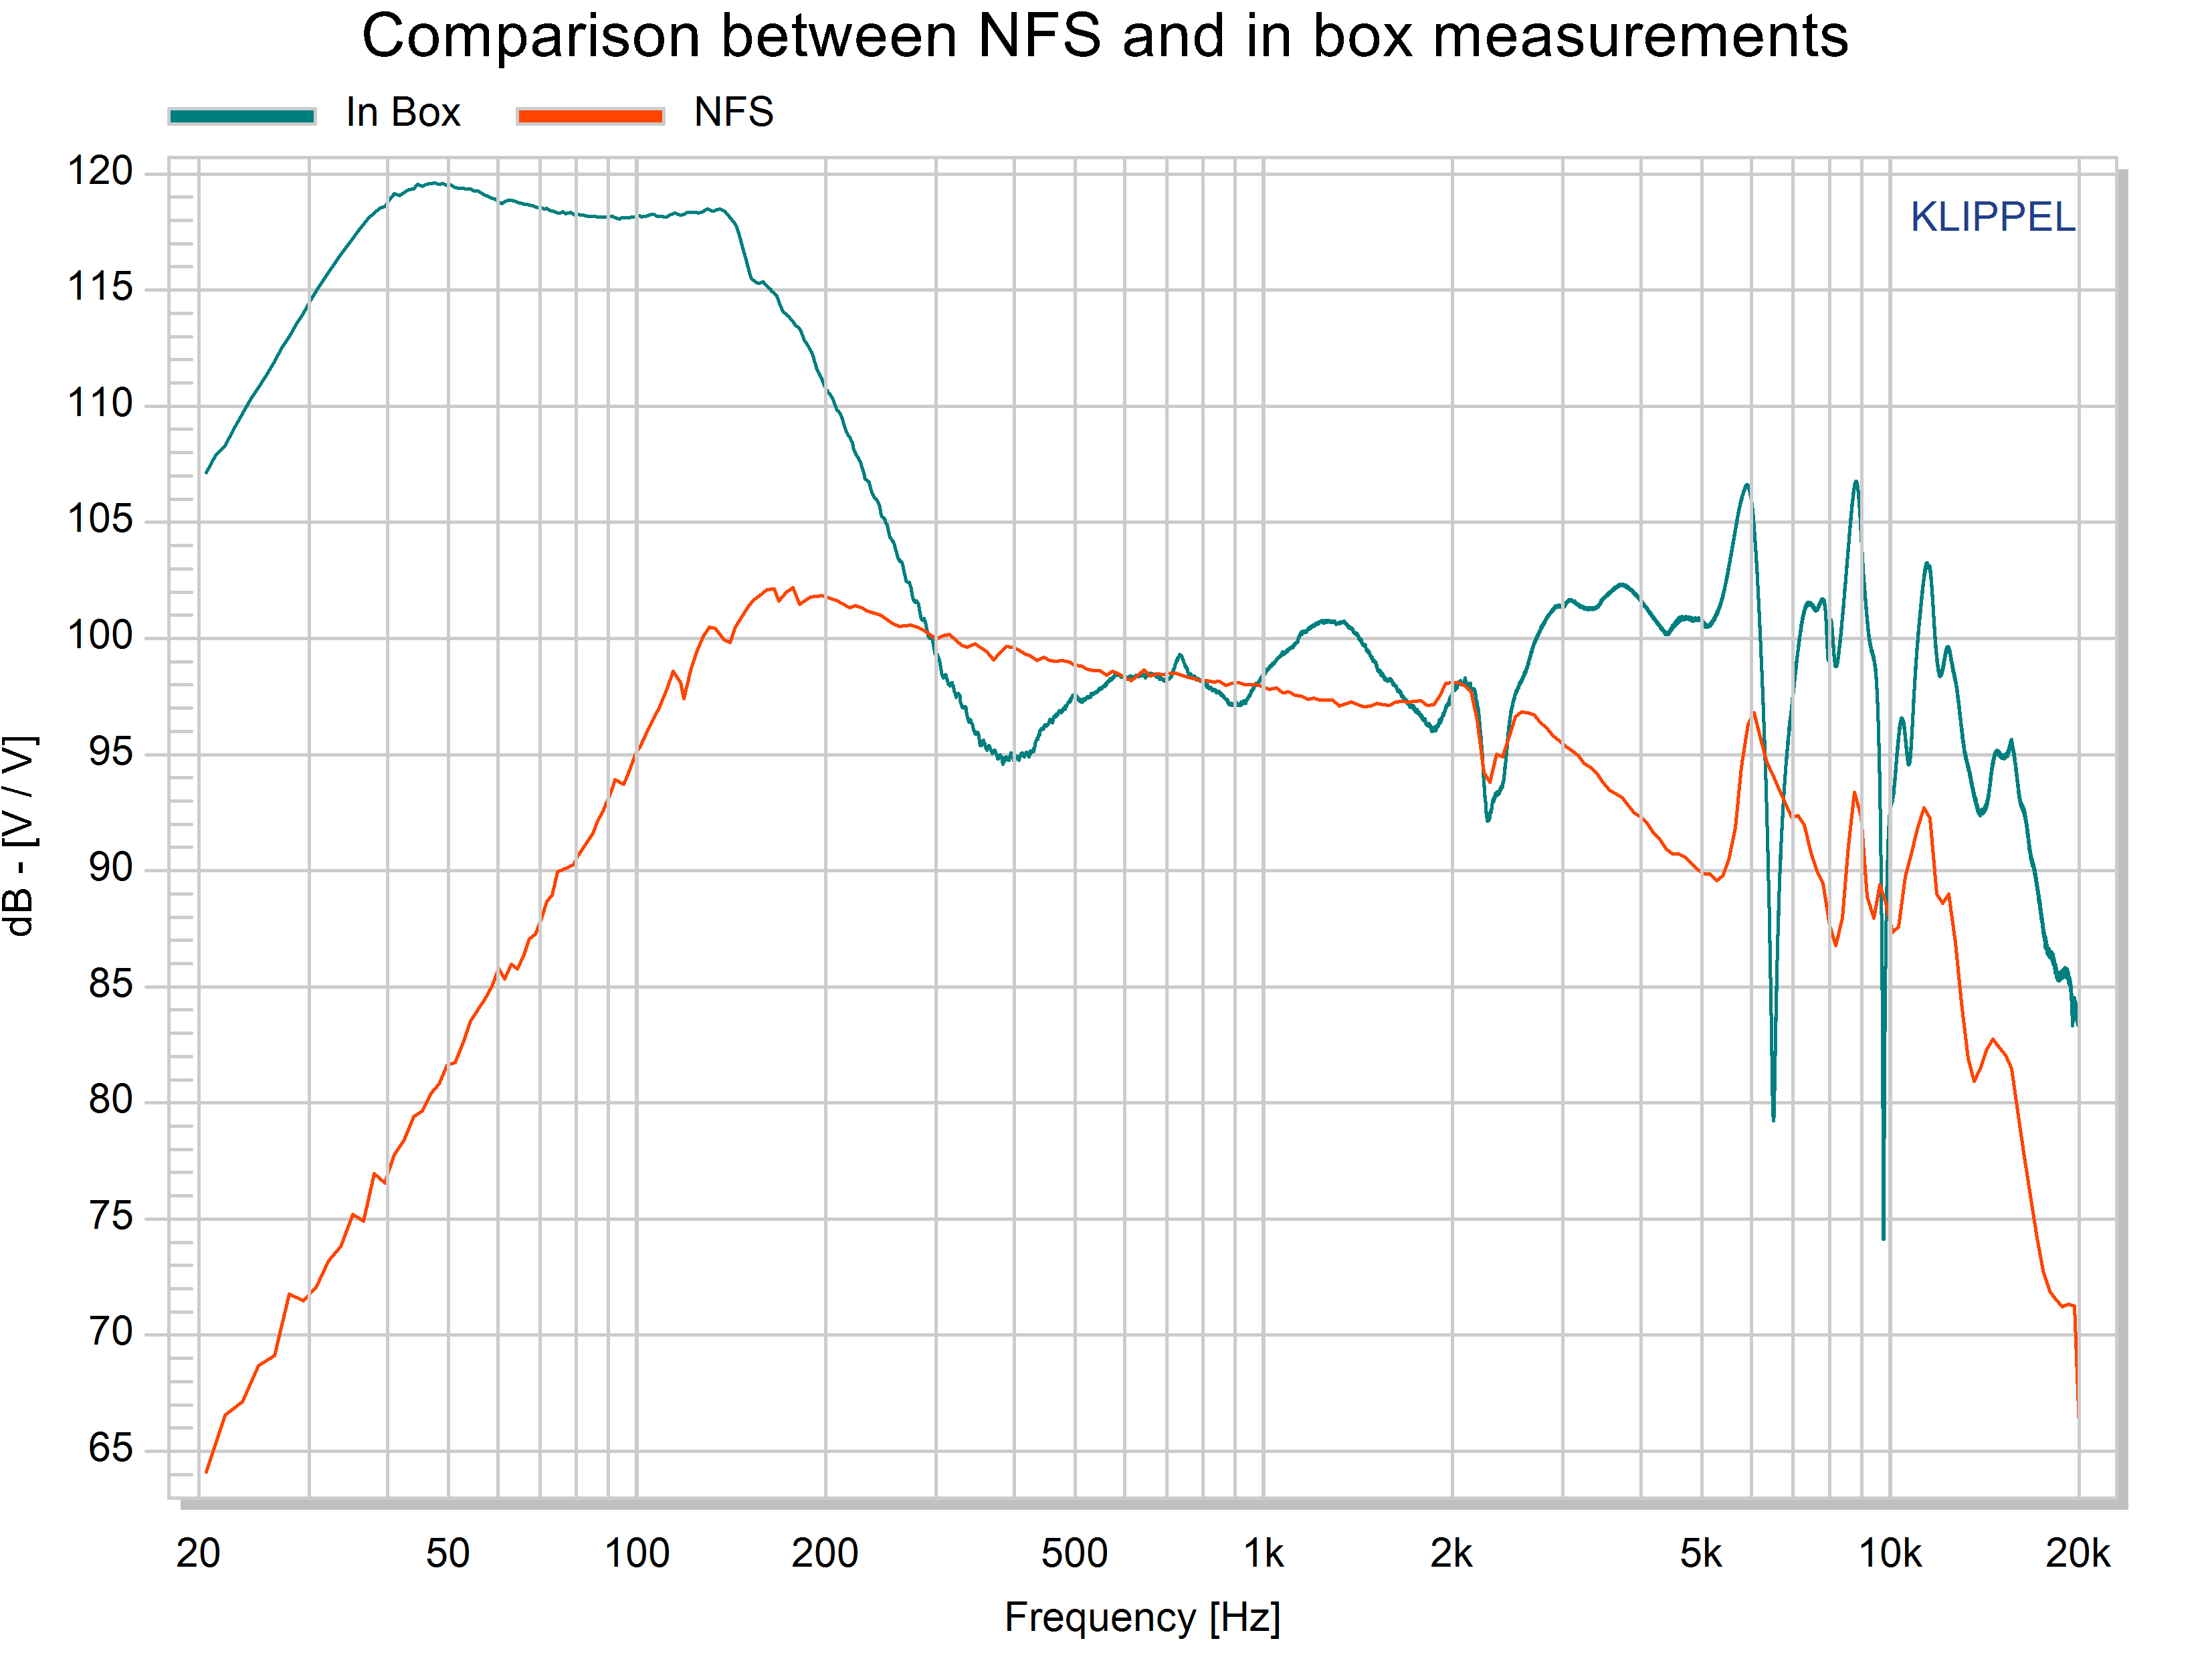 Comparison between NFS and in box measurements
In Box
NFS
KLIPPEL
120
115
110
105
100
95
90
85
80
75
70
65
dB - [V / V]
20
50
100
200
500
1k
2k
5k
10k
20k
Frequency [Hz]